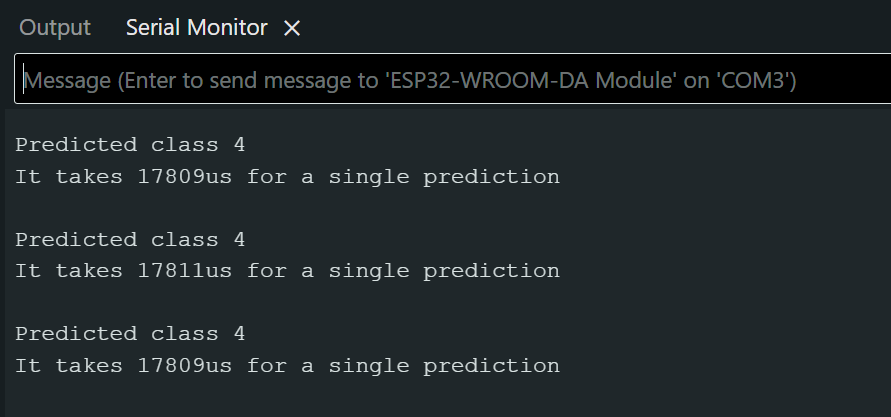 Output Serial Monitor
Message (Enter to send message to 'ESP32-WROOM-DA Module' on 'COM3')
Predicted class 4
It takes 17809us for a single prediction
Predicted class 4
It takes 17811us for a single prediction
Predicted class 4
It takes 17809us for a single prediction